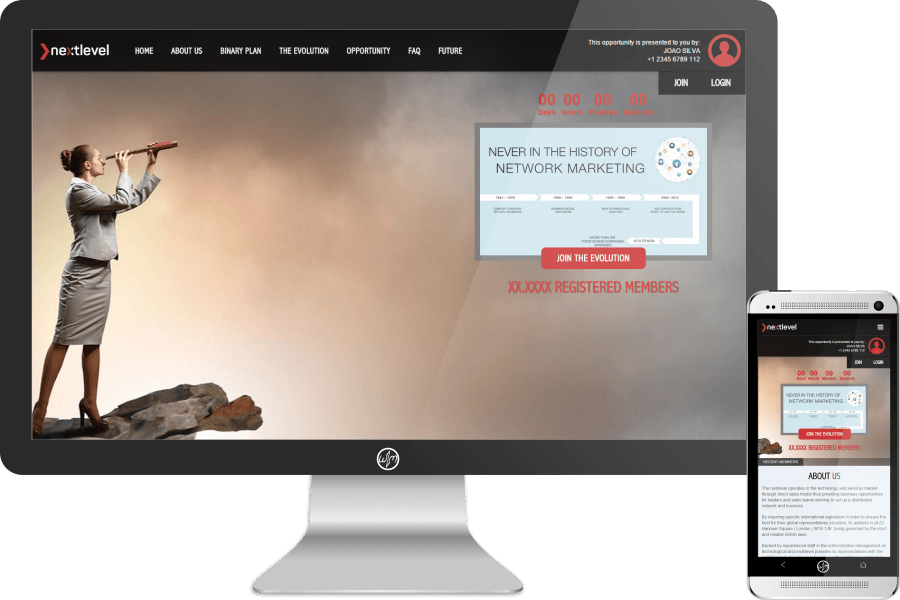 nextlevel
HOME ABOUT US BINARY PLAN THE EVOLUTION OPPORTUNITY FAQ FUTURE
This opportunity is presented to you by:
JOAO SILVA
+1 2345 6789 112
JOIN LOGIN
00 00 00 00
Days Hours Minutes
NEVER IN THE HISTORY OF
NETWORK MARKETING
JOIN THE EVOLUTION
XX.XXXX REGISTERED MEMBERS
nextlevel
This opportunity is presented to you by:
JOAO SILVA
+1 2345 6789 112
JOIN LOGIN
00 00 00 00
Days Hours Minutes
NEVER IN THE HISTORY OF
NETWORK MARKETING
JOIN THE EVOLUTION
XX.XXXX REGISTERED MEMBERS
RECENT MEMBERS
ABOUT US
The nextlevel operates in the technology and services market
through direct sales model thus providing business opportunities
for leaders and sales teams wishing to set up a distribution
network and business.
By requiring specific international legislation in order to ensure the
best for their global representatives structure, its address is at 21
Hanover Square | London | W1S 1JB, being governed by the strict
and reliable British laws.
Backed by experienced staff in the administrative management as
technological and multilevel provides its representatives with the